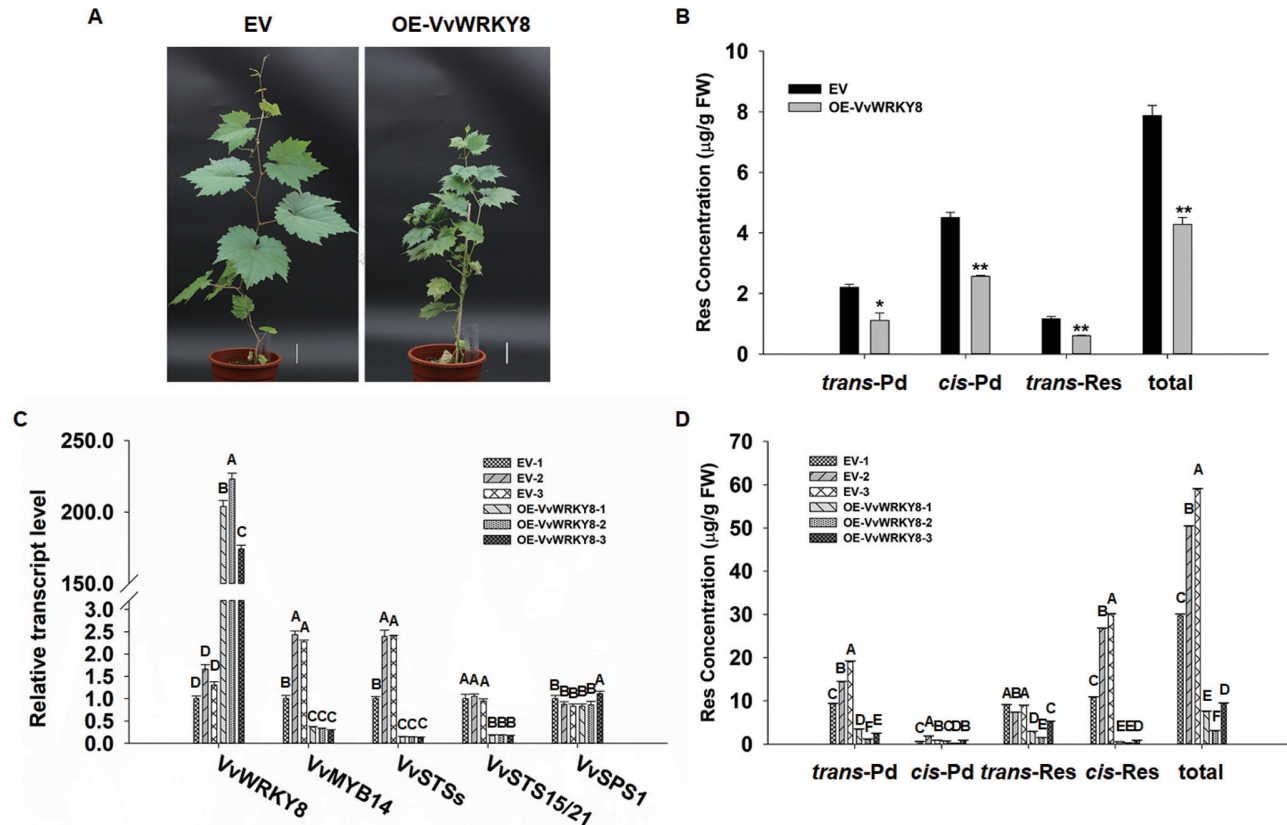 A
EV
OE-VvWRKY8
B
Res Concentration (µg/g FW)
10
8
6
4
2
0
EV
OE-VvWRKY8
*
**
**
**
trans-Pd
cis-Pd
trans-Res
total
C
Relative transcript level
250.0
200.0
150.0
3.0
2.5
2.0
1.5
1.0
0.5
0.0
EV-1
EV-2
EV-3
OE-VvWRKY8-1
OE-VvWRKY8-2
OE-VvWRKY8-3
D D D B A C
B A A C C C
B A A C C C
A A A B B B
B B B B B A
VvWRKY8
VvMYB14
VvSTSs
VvSTS15/21
VvSPS1
D
Res Concentration (µg/g FW)
70
60
50
40
30
20
10
0
EV-1
EV-2
EV-3
OE-VvWRKY8-1
OE-VvWRKY8-2
OE-VvWRKY8-3
C B A D F E
C A B C D B
A B A D E C
C B A E E D
C B A E F D
trans-Pd
cis-Pd
trans-Res
cis-Res
total